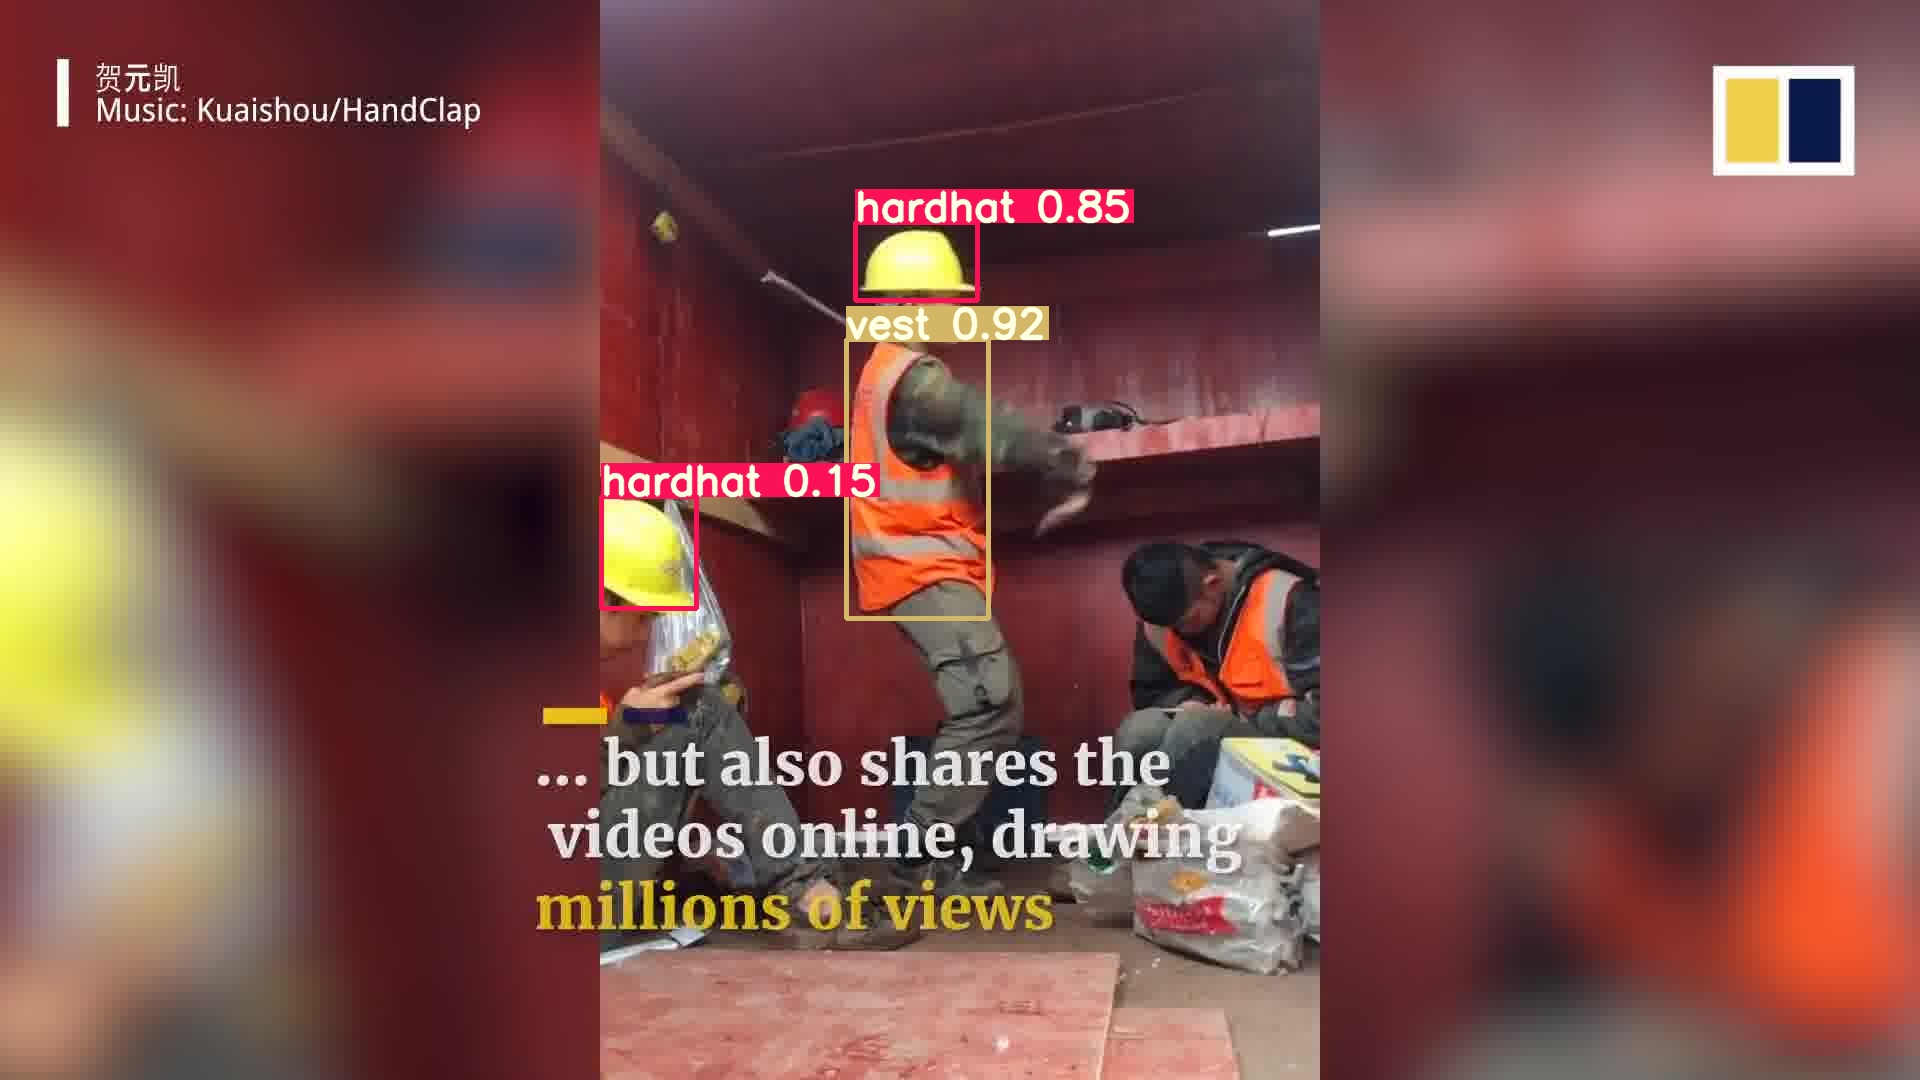 贺元凯
Music: Kuaishou/HandClap
hardhat 0.85
vest 0.92
hardhat 0.15
... but also shares the
videos online, drawing
millions of views